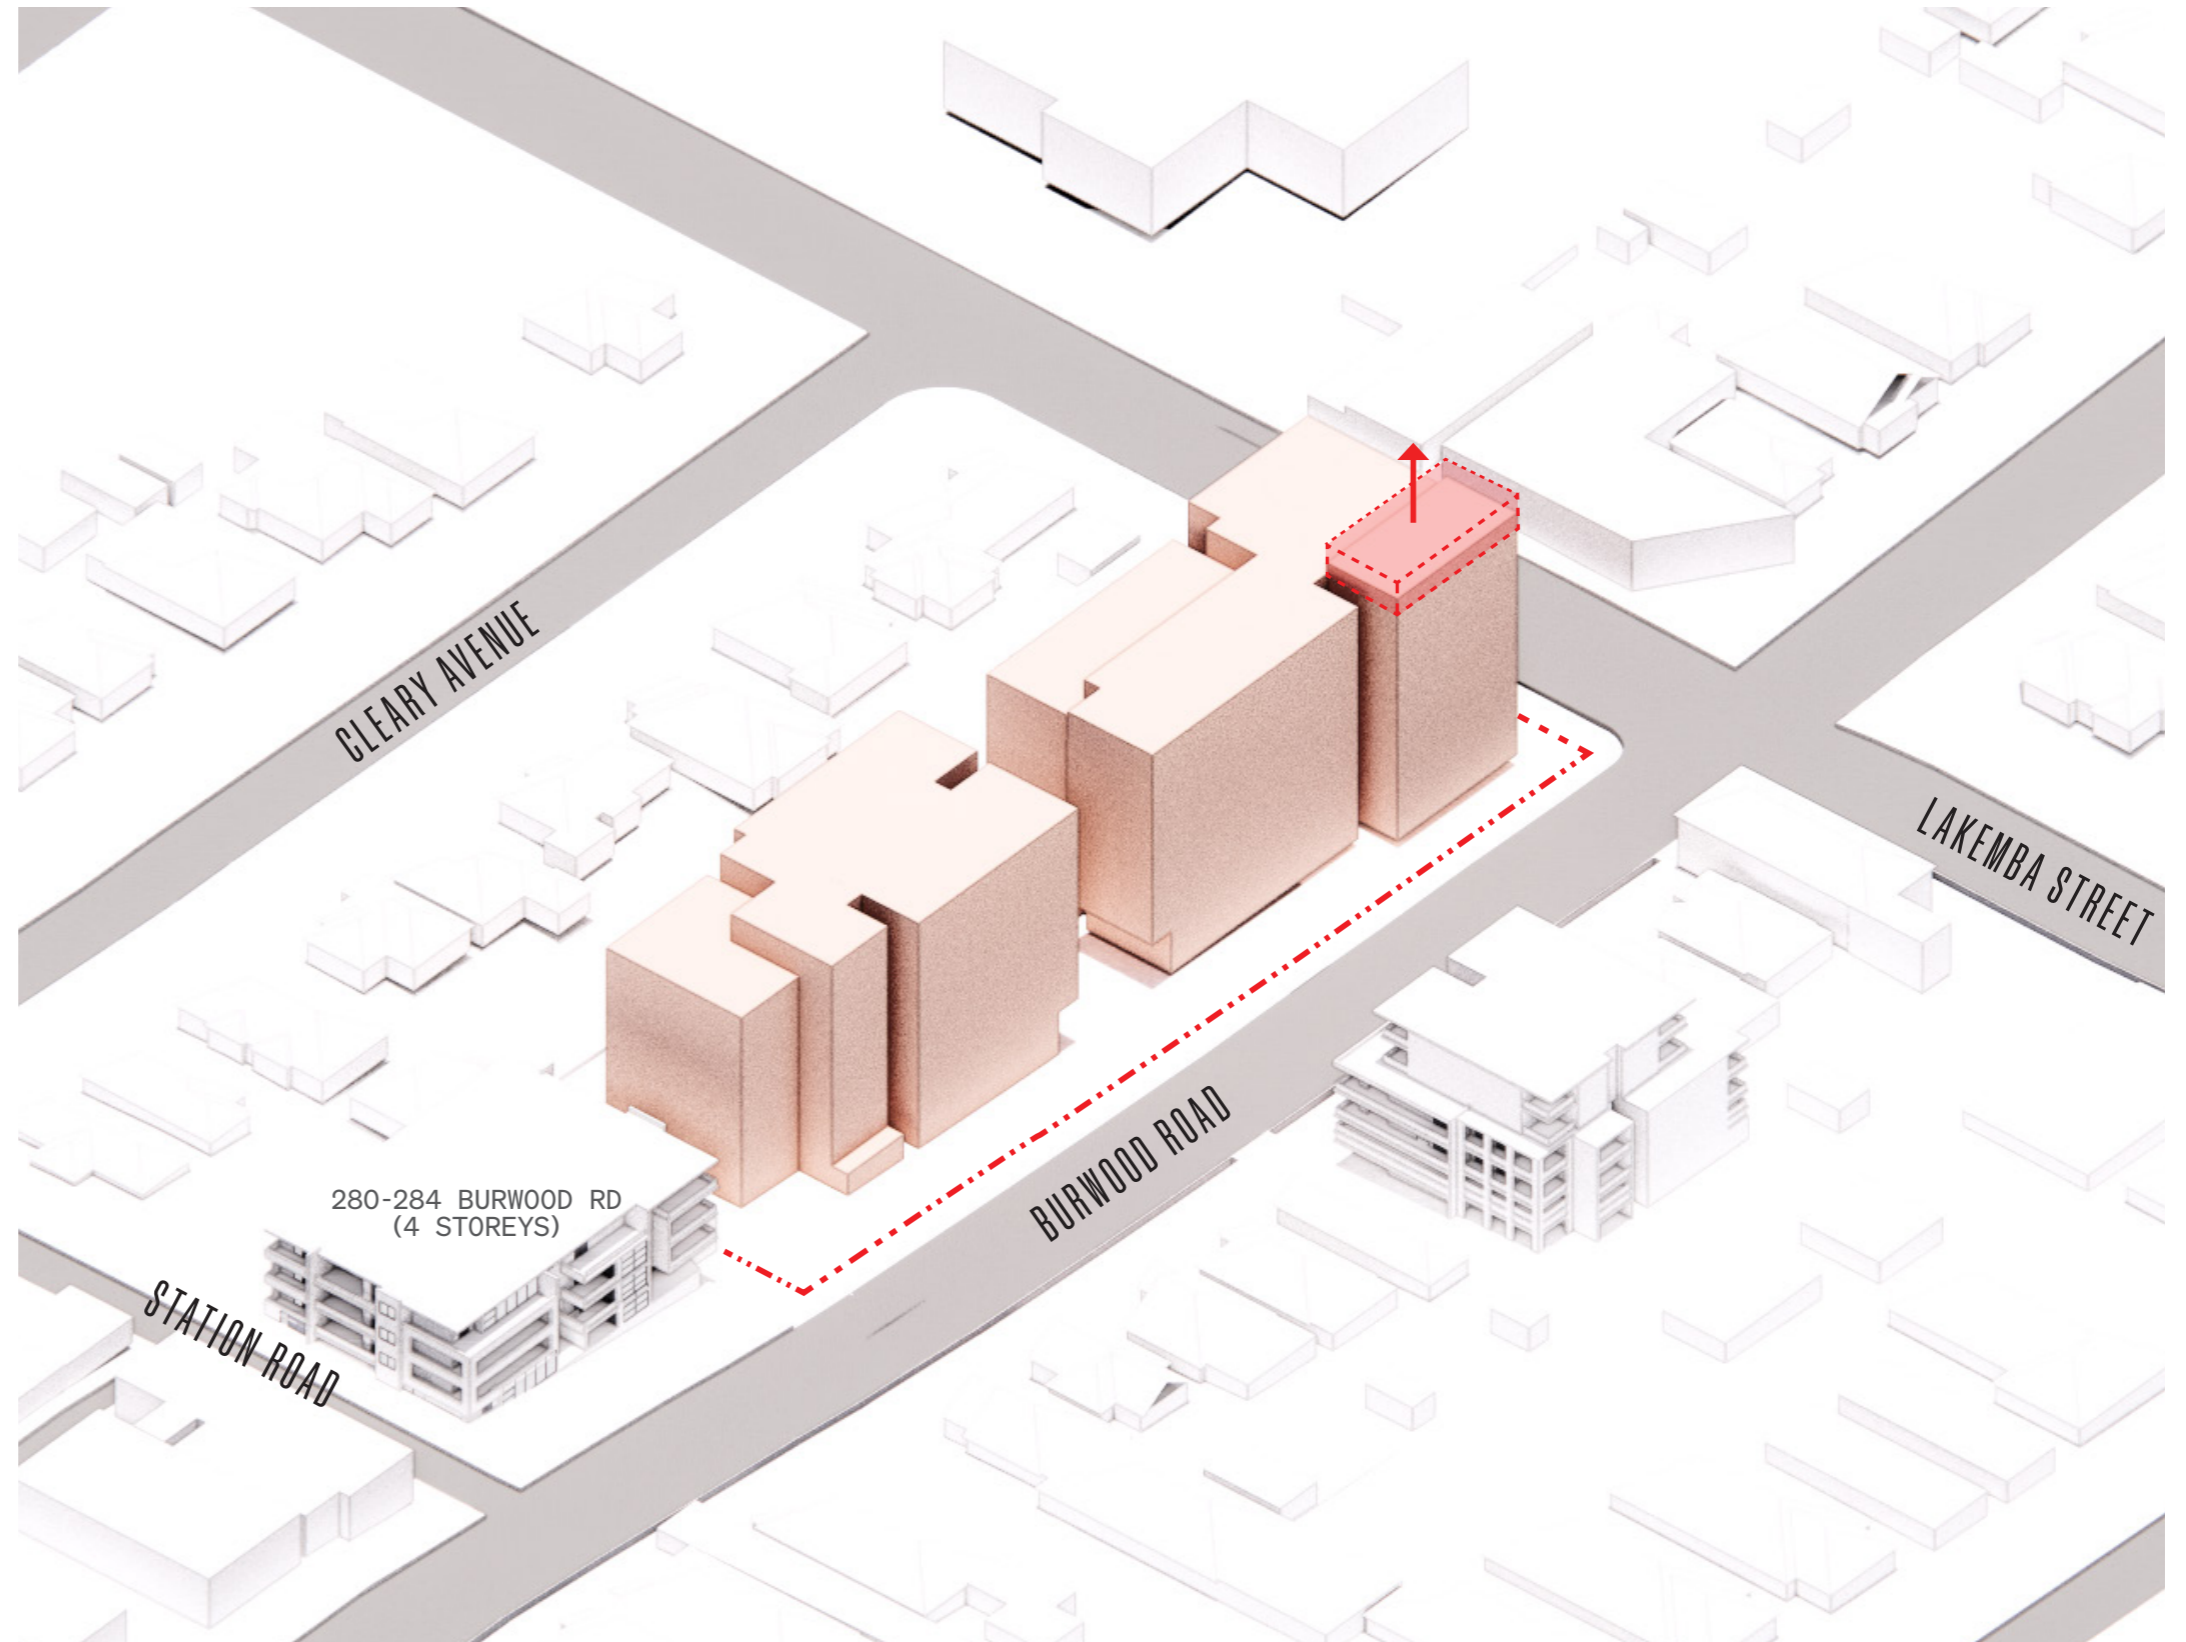 CLEARY AVENUE
LAKEMBA STREET
BURWOOD ROAD
280-284 BURWOOD RD
(4 STOREYS)
STATION ROAD